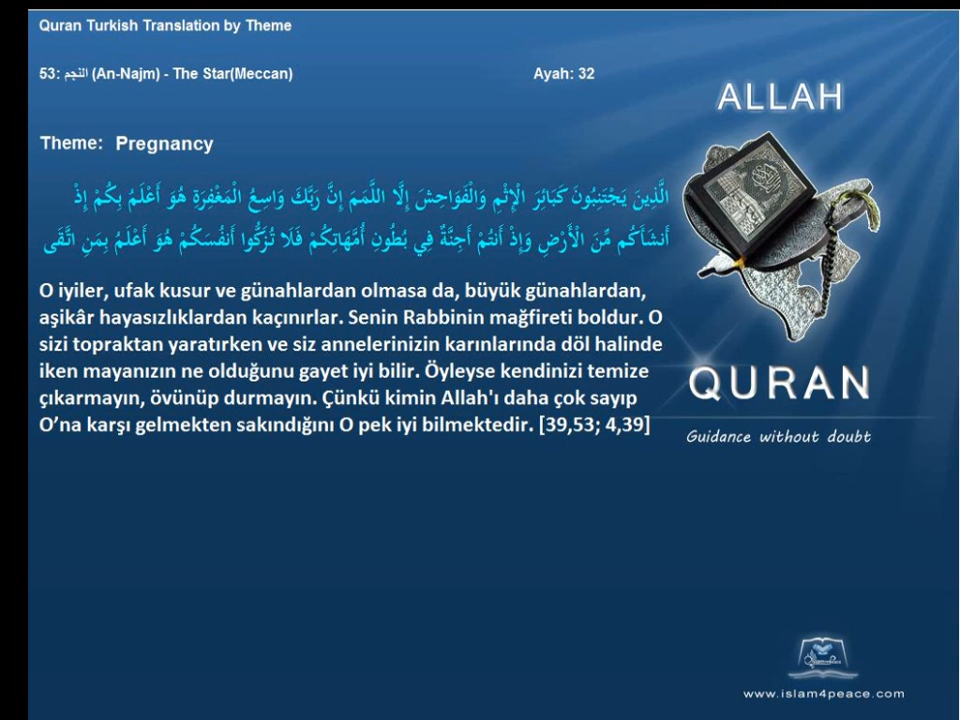 Quran Turkish Translation by Theme
53: النجم (An-Najm) - The Star(Meccan)
Ayah: 32
Theme: Pregnancy
الَّذِينَ يَجْتَنِبُونَ كَبَائِرَ الْإِثْمِ وَالْفَوَاحِشَ إِلَّا اللَّمَمَ إِنَّ رَبَّكَ وَاسِعُ الْمَغْفِرَةِ هُوَ أَعْلَمُ بِكُمْ إِذْ
أَنشَأَكُم مِّنَ الْأَرْضِ وَإِذْ أَنتُمْ أَجِنَّةٌ فِي بُطُونِ أُمَّهَاتِكُمْ فَلَا تُزَكُّوا أَنفُسَكُمْ هُوَ أَعْلَمُ بِمَنِ اتَّقَى
O iyiler, ufak kusur ve günahlardan olmasa da, büyük günahlardan,
aşikâr hayasızlıklardan kaçınırlar. Senin Rabbinin mağfireti boldur. O
sizi topraktan yaratırken ve siz annelerinizin karınlarında döl halinde
iken mayanızın ne olduğunu gayet iyi bilir. Öyleyse kendinizi temize
çıkarmayın, övünüp durmayın. Çünkü kimin Allah'ı daha çok sayıp
O’na karşı gelmekten sakındığını O pek iyi bilmektedir. [39,53; 4,39]
ALLAH
QURAN
Guidance without doubt
www.islam4peace.com